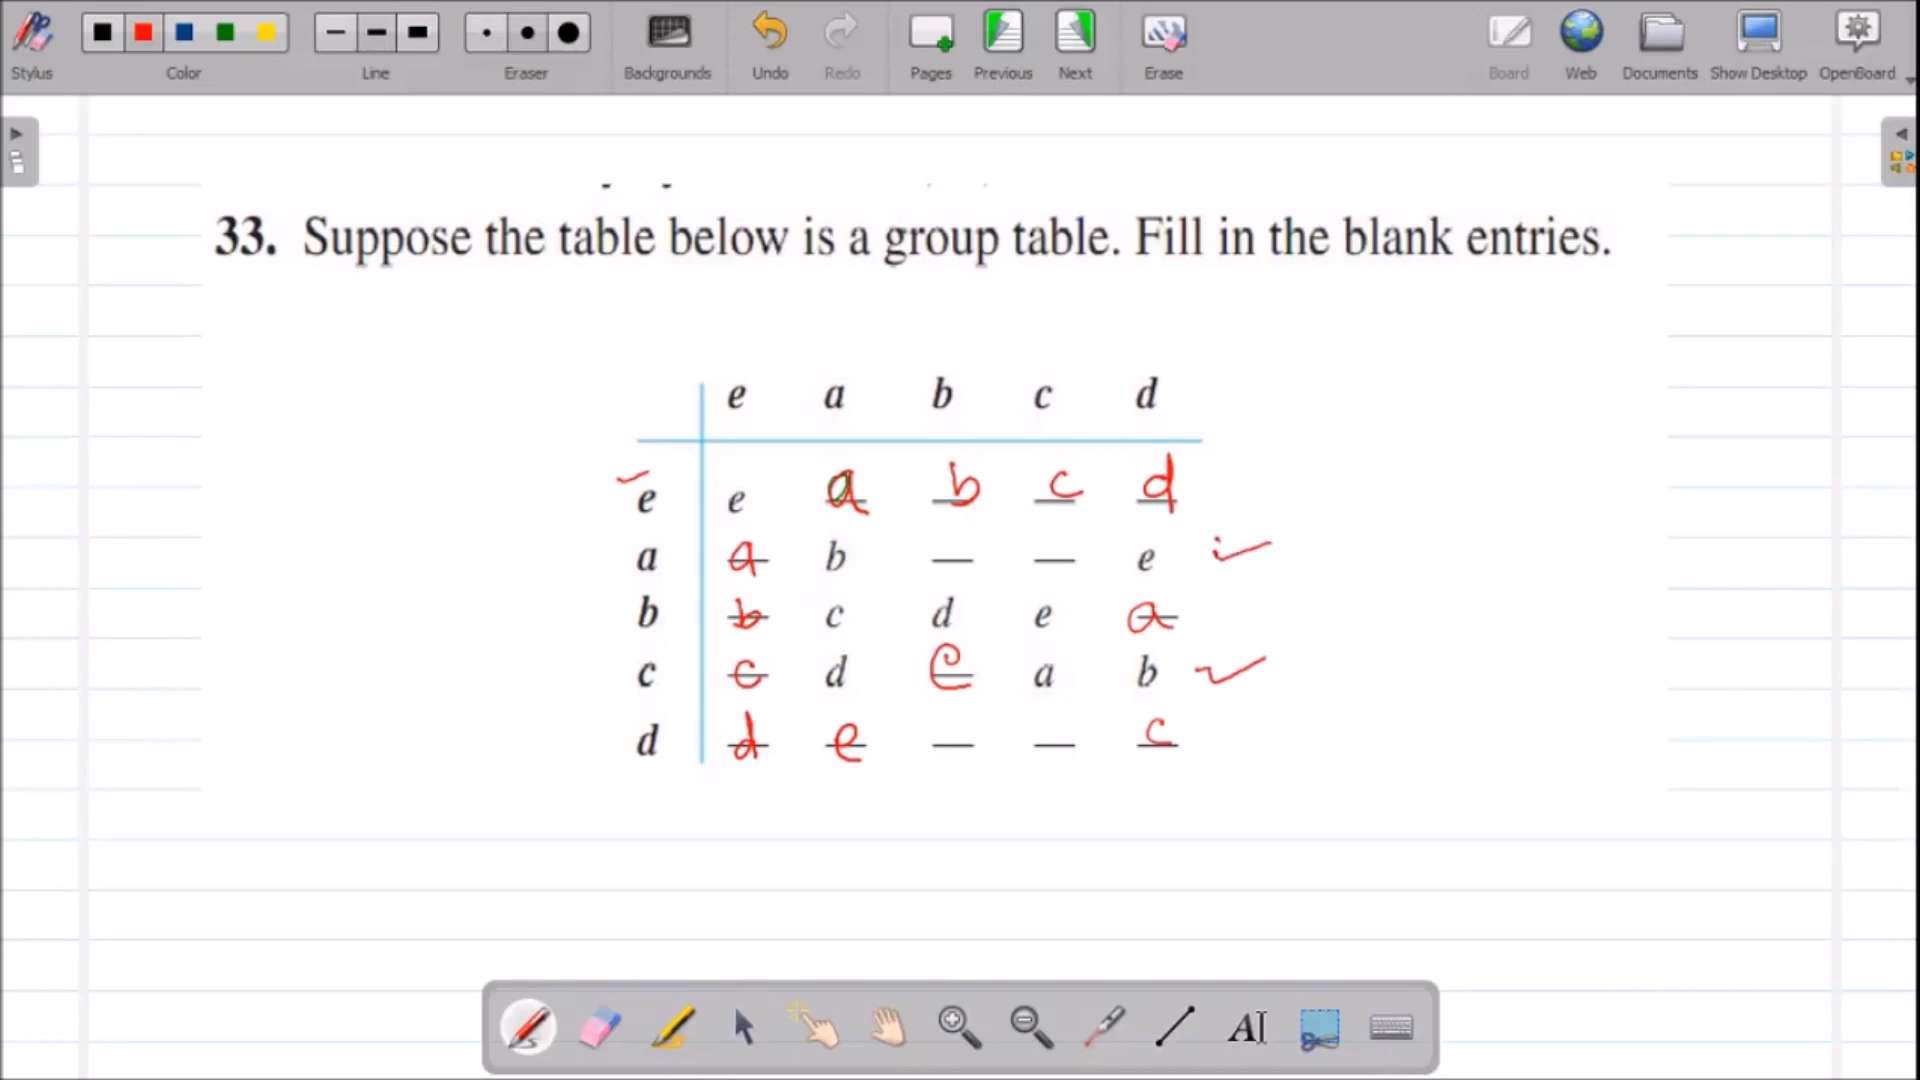 Stylus Color Line Eraser Backgrounds Undo Redo Pages Previous Next Erase Board Web Documents Show Desktop OpenBoard
33. Suppose the table below is a group table. Fill in the blank entries.
e a b c d
e e a b c d
a a b — — e
b b c d e a
c c d e a b
d d e — — c